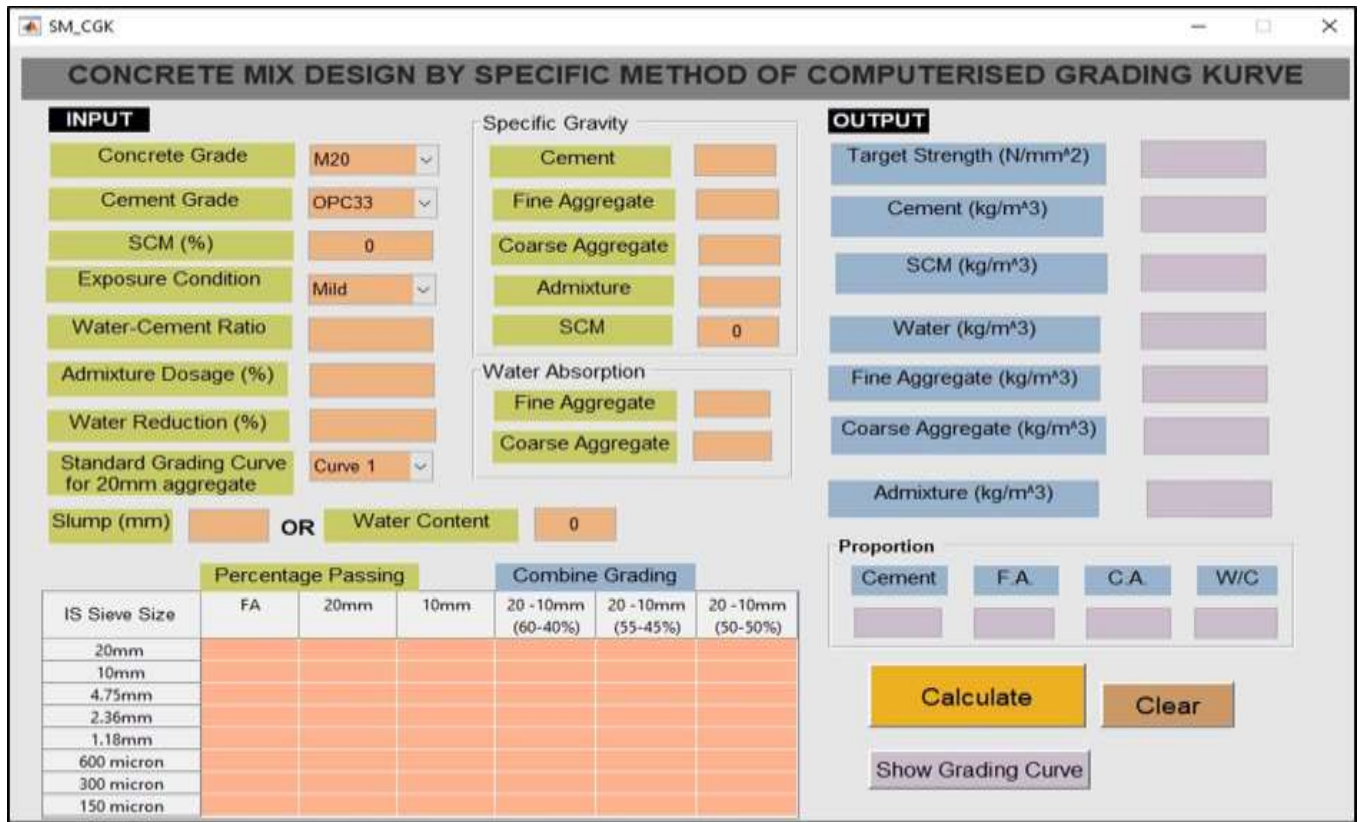 SM_CGK
CONCRETE MIX DESIGN BY SPECIFIC METHOD OF COMPUTERISED GRADING KURVE
INPUT
Concrete Grade M20
Cement Grade OPC33
SCM (%) 0
Exposure Condition Mild
Water-Cement Ratio
Admixture Dosage (%)
Water Reduction (%)
Standard Grading Curve
for 20mm aggregate
Curve 1
Slump (mm) OR Water Content 0
Specific Gravity
Cement
Fine Aggregate
Coarse Aggregate
Admixture
SCM 0
Water Absorption
Fine Aggregate
Coarse Aggregate
Percentage Passing Combine Grading
IS Sieve Size FA 20mm 10mm 20 -10mm 20 -10mm 20 -10mm
(60-40%) (55-45%) (50-50%)
20mm
10mm
4.75mm
2.36mm
1.18mm
600 micron
300 micron
150 micron
OUTPUT
Target Strength (N/mm^2)
Cement (kg/m^3)
SCM (kg/m^3)
Water (kg/m^3)
Fine Aggregate (kg/m^3)
Coarse Aggregate (kg/m^3)
Admixture (kg/m^3)
Proportion
Cement F.A. C.A. W/C
Calculate Clear
Show Grading Curve